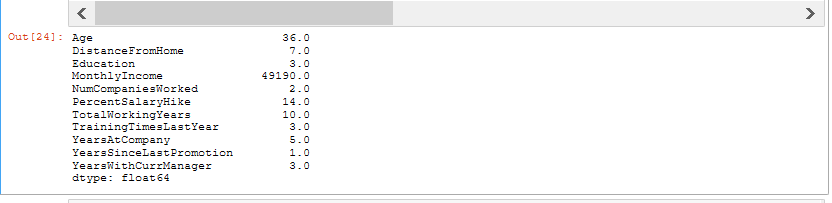 Out[24]: Age 36.0
DistanceFromHome 7.0
Education 3.0
MonthlyIncome 49190.0
NumCompaniesWorked 2.0
PercentSalaryHike 14.0
TotalWorkingYears 10.0
TrainingTimesLastYear 3.0
YearsAtCompany 5.0
YearsSinceLastPromotion 1.0
YearsWithCurrManager 3.0
dtype: float64